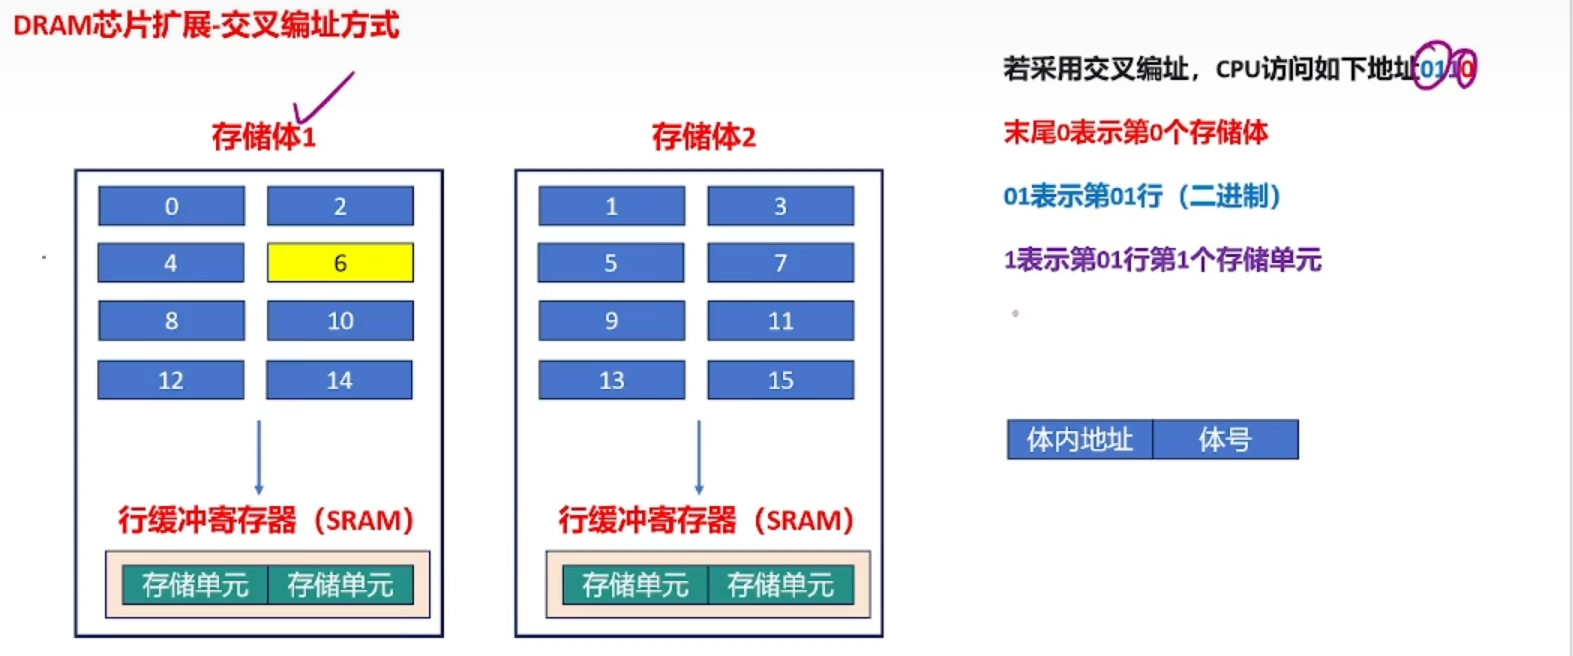 DRAM芯片扩展-交叉编址方式
若采用交叉编址，CPU访问如下地址0110
末尾0表示第0个存储体
01表示第01行（二进制）
1表示第01行第1个存储单元
体内地址 体号
存储体1
0 2
4 6
8 10
12 14
行缓冲寄存器（SRAM）
存储单元 存储单元
存储体2
1 3
5 7
9 11
13 15
行缓冲寄存器（SRAM）
存储单元 存储单元